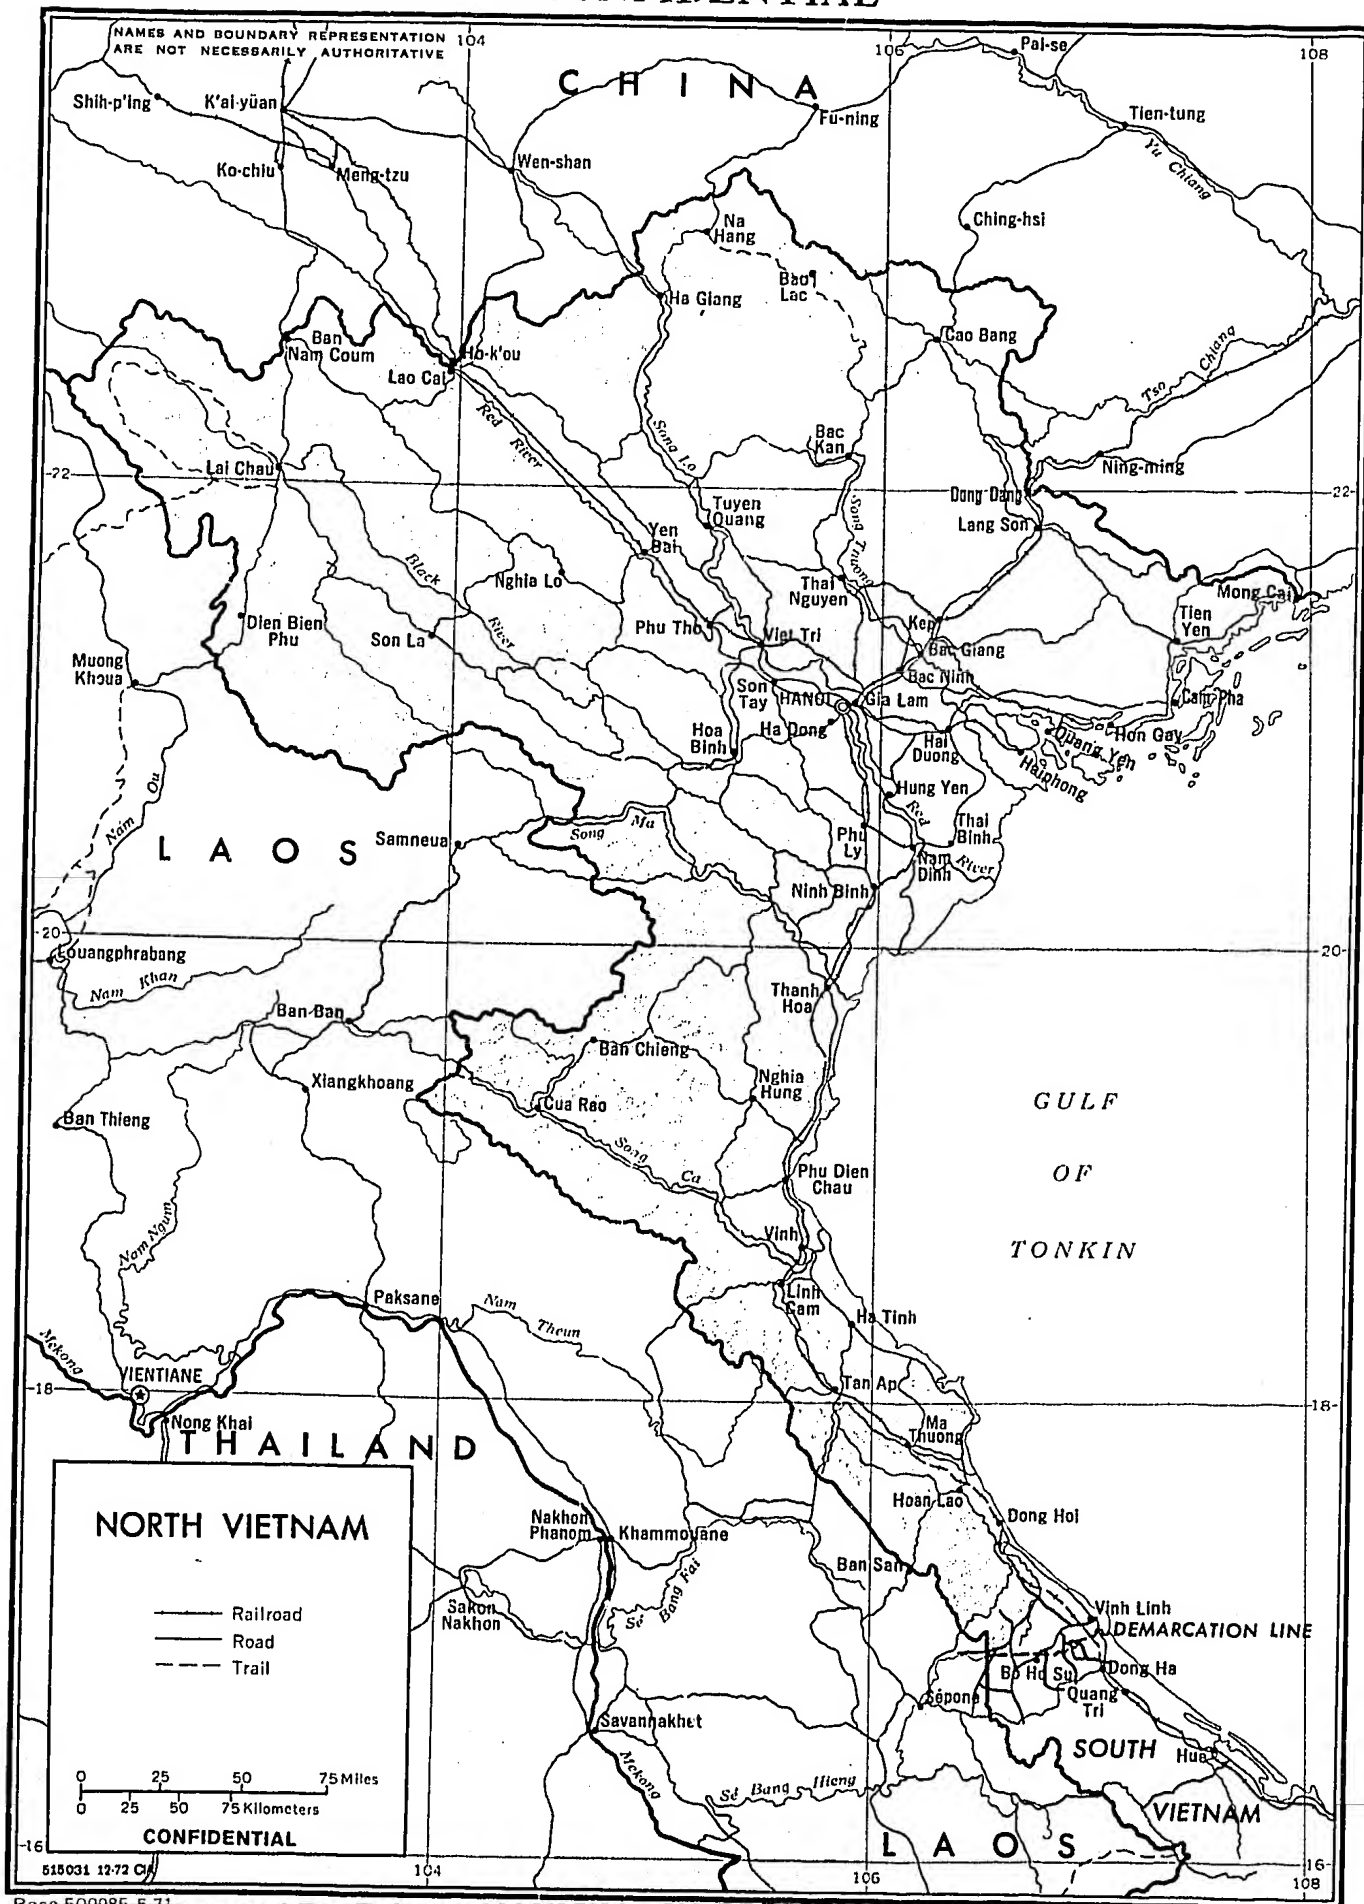 CONFIDENTIAL
NAMES AND BOUNDARY REPRESENTATION
ARE NOT NECESSARILY AUTHORITATIVE
104
106
108
CHINA
Pai-se
Shih-p'ing
K'ai-yüan
Fu-ning
Tien-tung
Yu Chiang
Ko-chiu
Meng-tzu
Wen-shan
Na
Hang
Ching-hsi
Bao
Lac
Ha Giang
Ban
Nam Coum
Ho-k'ou
Lao Cai
Cao Bang
Tso Chiang
Red River
Song Lo
Bac
Kan
Ning-ming
22
Lai Chau
Dong Dang
22
Lang Son
Tuyen
Quang
Song Thuong
Yen
Bai
Black River
Nghia Lo
Thai
Nguyen
Mong Cai
Dien Bien
Phu
Son La
Phu Tho
Viet Tri
Kep
Tien
Yen
Bac Giang
Muong
Khoua
Bac Ninh
Son
Tay
HANOI
Gia Lam
Cam Pha
Hoa
Binh
Ha Dong
Hai
Duong
Quang Yen
Hon Gay
Haiphong
Nam Ou
Hung Yen
Red River
LAOS
Samneua
Song Ma
Phu
Ly
Thai
Binh
Nam
Dinh
Ninh Binh
20
20
Louangphrabang
Nam Khan
Thanh
Hoa
Ban Ban
Ban Chieng
Xiangkhoang
Nghia
Hung
Cua Rao
Ban Thieng
GULF
OF
TONKIN
Song Ca
Phu Dien
Chau
Nam Ngum
Vinh
Linh
Cam
Paksane
Nam Theun
Ha Tinh
Mekong
VIENTIANE
18
Tan Ap
18
Nong Khai
THAILAND
Ma
Thuong
NORTH VIETNAM
Hoan Lao
Dong Hoi
Nakhon
Phanom
Khammouane
Ban San
Se Bang Fai
Sakon
Nakhon
Railroad
Road
Trail
Vinh Linh
DEMARCATION LINE
Bo Ho Su
Dong Ha
Sépone
Quang
Tri
Savannakhet
SOUTH
VIETNAM
Hue
Mekong
Sé Bang Hieng
0 25 50 75 Miles
0 25 50 75 Kilometers
CONFIDENTIAL
LAOS
16
16
515031 12-72 CIA
104
106
108
Base 500085 5-71